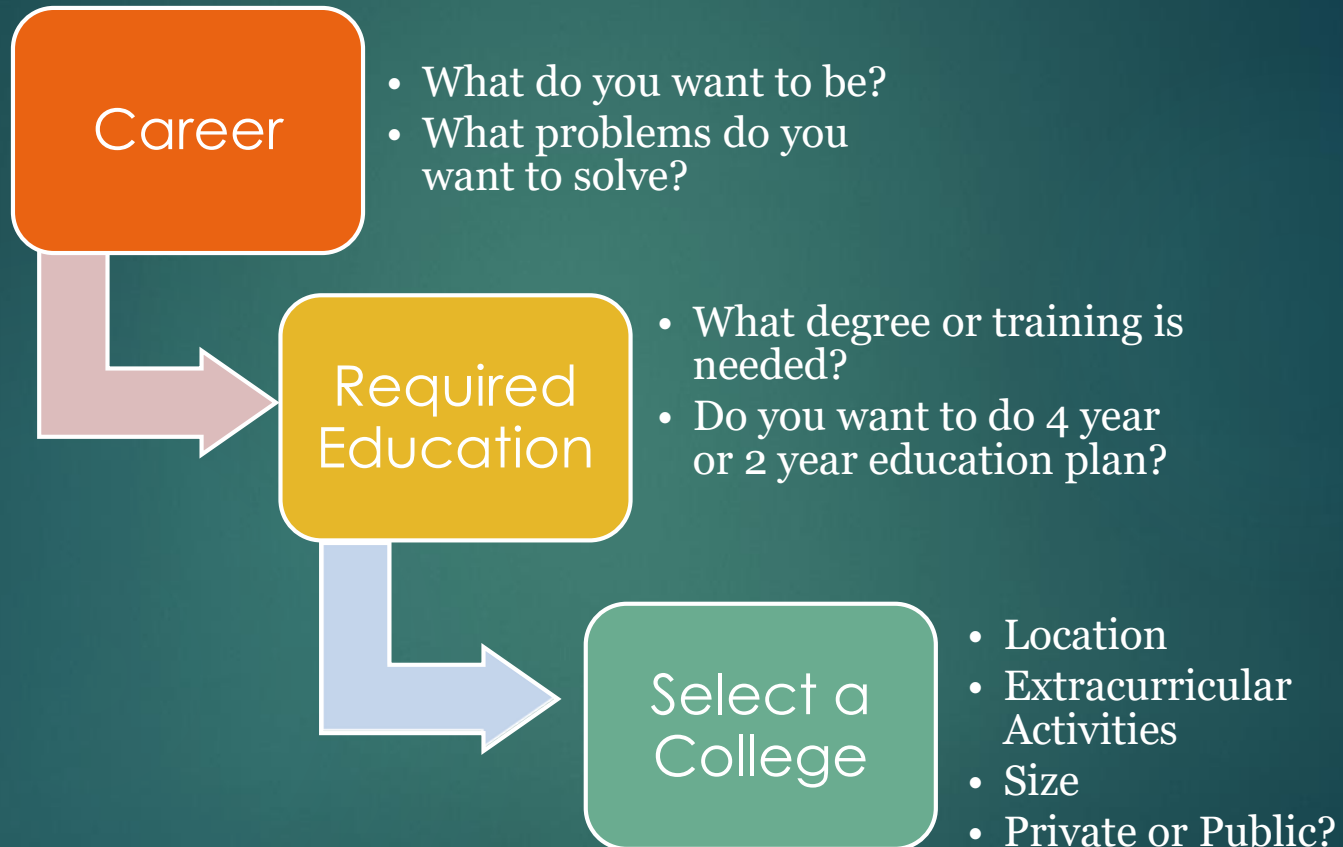 Career
• What do you want to be?
• What problems do you
want to solve?
Required
Education
• What degree or training is
needed?
• Do you want to do 4 year
or 2 year education plan?
Select a
College
• Location
• Extracurricular
Activities
• Size
• Private or Public?